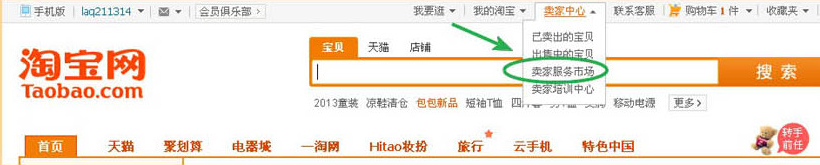 手机版 laq211314 会员俱乐部 我要逛 我的淘宝 卖家中心 联系客服 购物车 1 件 收藏夹
已卖出的宝贝
出售中的宝贝
卖家服务市场
卖家培训中心
淘宝网
Taobao.com
宝贝 天猫 店铺
搜索
2013童装 凉鞋清仓 包包新品 短袖T恤 移动电源 更多>
首页 天猫 聚划算 电器城 一淘网 Hitao妆扮 旅行 云手机 特色中国
转手
前任